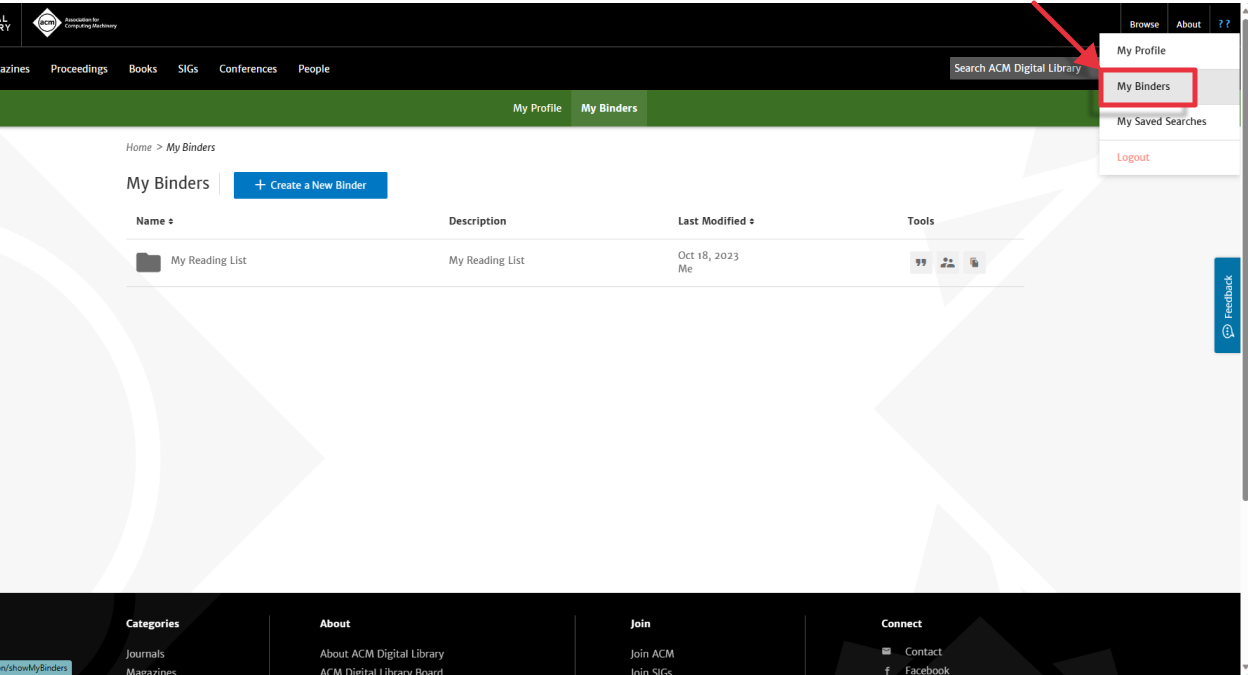 AL
RY
acm
Association for
Computing Machinery
Browse About ??
azines Proceedings Books SIGs Conferences People
Search ACM Digital Library
My Profile
My Binders
My Saved Searches
Logout
My Profile My Binders
Home > My Binders
My Binders + Create a New Binder
Name Description Last Modified Tools
My Reading List My Reading List Oct 18, 2023
Me
Feedback
Categories About Join Connect
Journals About ACM Digital Library Join ACM Contact
Magazines ACM Digital Library Board Join SIGs Facebook
on/showMyBinders